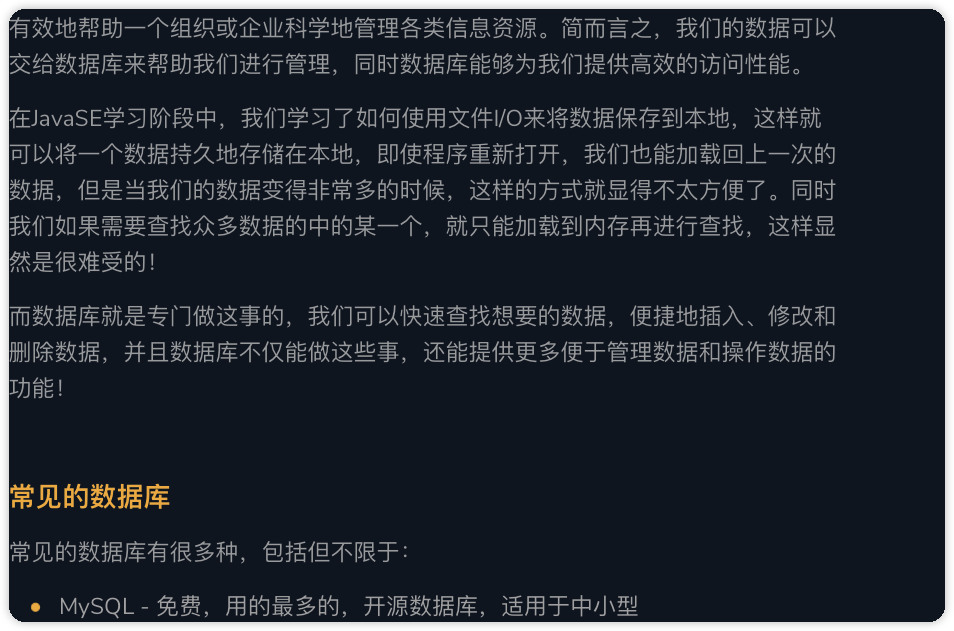 有效地帮助一个组织或企业科学地管理各类信息资源。简而言之，我们的数据可以
交给数据库来帮助我们进行管理，同时数据库能够为我们提供高效的访问性能。
在JavaSE学习阶段中，我们学习了如何使用文件I/O来将数据保存到本地，这样就
可以将一个数据持久地存储在本地，即使程序重新打开，我们也能加载回上一次的
数据，但是当我们的数据变得非常多的时候，这样的方式就显得不太方便了。同时
我们如果需要查找众多数据的中的某一个，就只能加载到内存再进行查找，这样显
然是很难受的！
而数据库就是专门做这事的，我们可以快速查找想要的数据，便捷地插入、修改和
删除数据，并且数据库不仅能做这些事，还能提供更多便于管理数据和操作数据的
功能！
常见的数据库
常见的数据库有很多种，包括但不限于：
• MySQL - 免费，用的最多的，开源数据库，适用于中小型